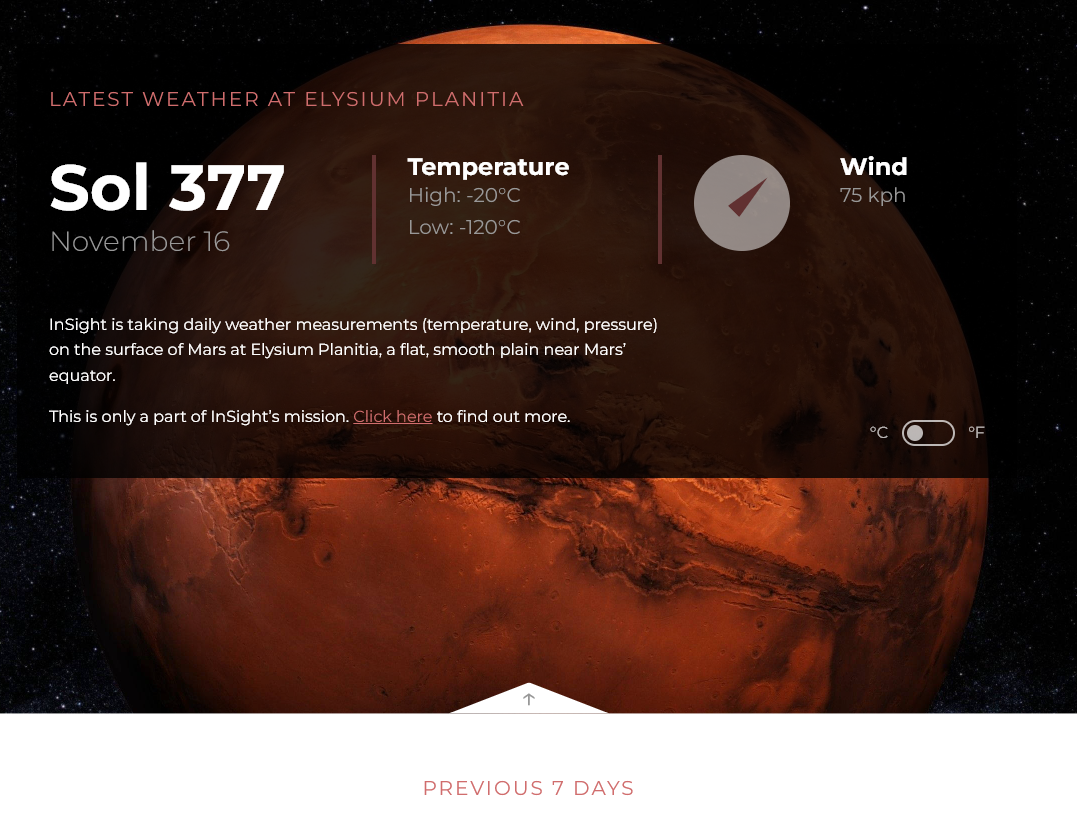 LATEST WEATHER AT ELYSIUM PLANITIA
Sol 377
November 16
Temperature
High: -20°C
Low: -120°C
Wind
75 kph
InSight is taking daily weather measurements (temperature, wind, pressure)
on the surface of Mars at Elysium Planitia, a flat, smooth plain near Mars’
equator.
This is only a part of InSight’s mission. Click here to find out more.
°C °F
PREVIOUS 7 DAYS